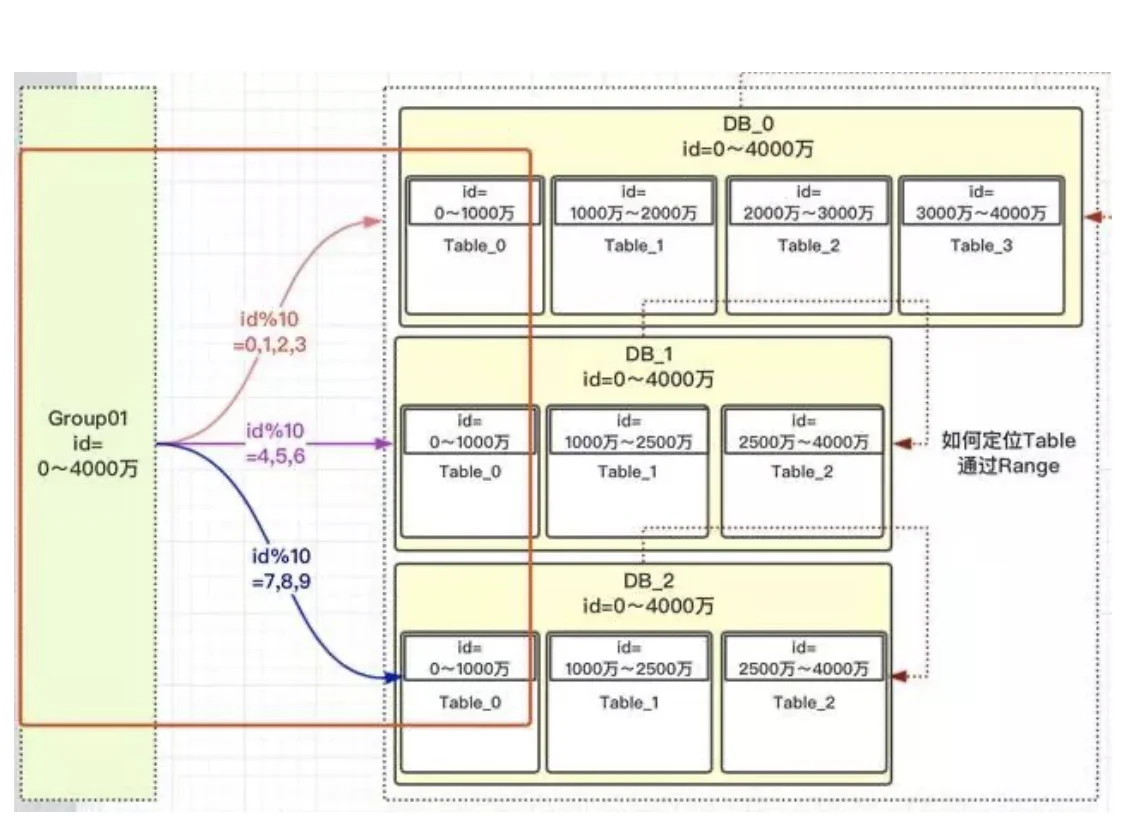 Group01
id=
0～4000万
id%10
=0,1,2,3
id%10
=4,5,6
id%10
=7,8,9
DB_0
id=0～4000万
id=
0～1000万
Table_0
id=
1000万～2000万
Table_1
id=
2000万～3000万
Table_2
id=
3000万～4000万
Table_3
DB_1
id=0～4000万
id=
0～1000万
Table_0
id=
1000万～2500万
Table_1
id=
2500万～4000万
Table_2
如何定位Table
通过Range
DB_2
id=0～4000万
id=
0～1000万
Table_0
id=
1000万～2500万
Table_1
id=
2500万～4000万
Table_2